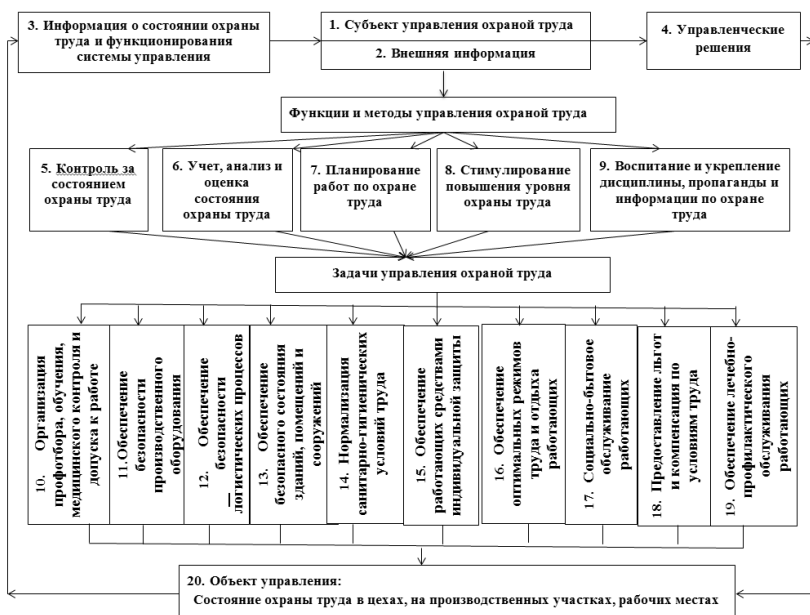 3. Информация о состоянии охраны
труда и функционирования
системы управления
1. Субъект управления охраной труда
2. Внешняя информация
4. Управленческие
решения
Функции и методы управления охраной труда
5. Контроль за
состоянием
охраны труда
6. Учет, анализ и
оценка
состояния
охраны труда
7. Планирование
работ по охране
труда
8. Стимулирование
повышения уровня
охраны труда
9. Воспитание и укрепление
дисциплины, пропаганды и
информации по охране
труда
Задачи управления охраной труда
10. Организация
профотбора, обучения,
медицинского контроля и
допуска к работе
11.Обеспечение
безопасности
производственного
оборудования
12. Обеспечение
безопасности
логистических процессов
13. Обеспечение
безопасного состояния
зданий, помещений и
сооружений
14. Нормализация
санитарно-гигиенических
условий труда
15. Обеспечение
работающих средствами
индивидуальной защиты
16. Обеспечение
оптимальных режимов
труда и отдыха
работающих
17. Социально-бытовое
обслуживание
работающих
18. Предоставление льгот
и компенсация по
условиям труда
19. Обеспечение лечебно-
профилактического
обслуживания
работающих
20. Объект управления:
Состояние охраны труда в цехах, на производственных участках, рабочих местах